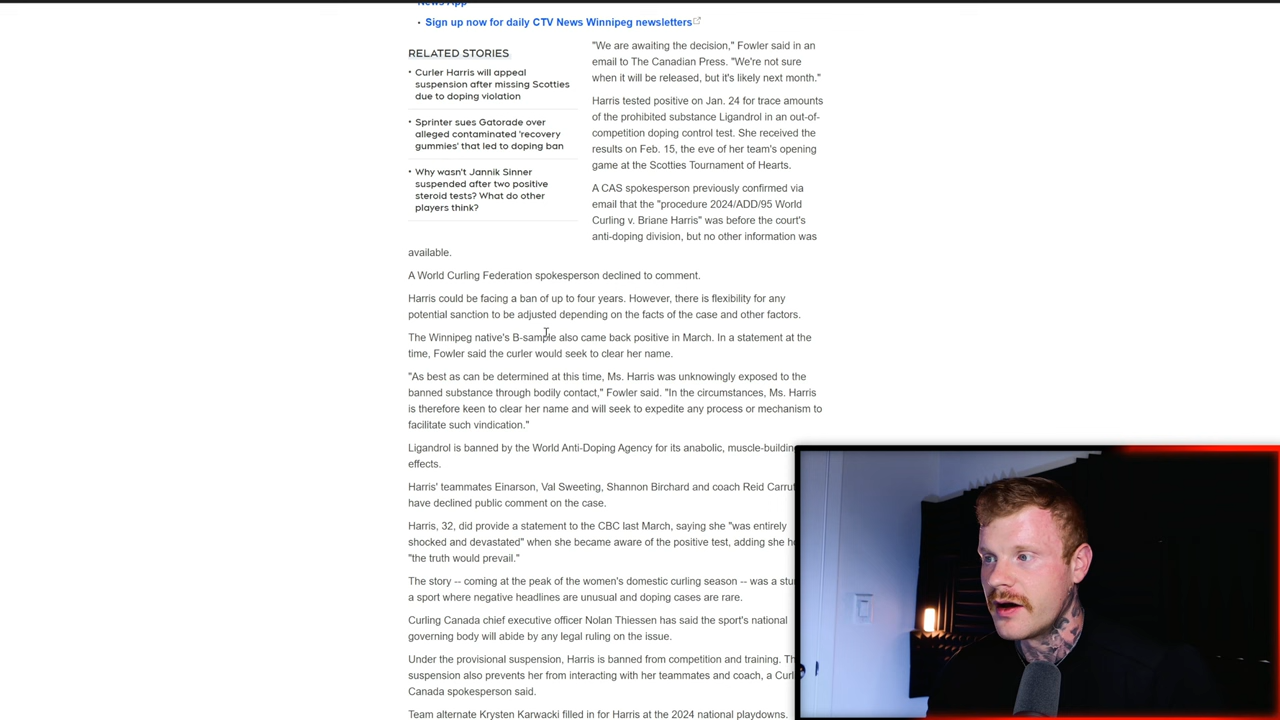 News App
• Sign up now for daily CTV News Winnipeg newsletters
RELATED STORIES
• Curler Harris will appeal
suspension after missing Scotties
due to doping violation
• Sprinter sues Gatorade over
alleged contaminated 'recovery
gummies' that led to doping ban
• Why wasn't Jannik Sinner
suspended after two positive
steroid tests? What do other
players think?
"We are awaiting the decision," Fowler said in an
email to The Canadian Press. "We're not sure
when it will be released, but it's likely next month."
Harris tested positive on Jan. 24 for trace amounts
of the prohibited substance Ligandrol in an out-of-
competition doping control test. She received the
results on Feb. 15, the eve of her team's opening
game at the Scotties Tournament of Hearts.
A CAS spokesperson previously confirmed via
email that the "procedure 2024/ADD/95 World
Curling v. Briane Harris" was before the court's
anti-doping division, but no other information was
available.
A World Curling Federation spokesperson declined to comment.
Harris could be facing a ban of up to four years. However, there is flexibility for any
potential sanction to be adjusted depending on the facts of the case and other factors.
The Winnipeg native's B-sample also came back positive in March. In a statement at the
time, Fowler said the curler would seek to clear her name.
"As best as can be determined at this time, Ms. Harris was unknowingly exposed to the
banned substance through bodily contact," Fowler said. "In the circumstances, Ms. Harris
is therefore keen to clear her name and will seek to expedite any process or mechanism to
facilitate such vindication."
Ligandrol is banned by the World Anti-Doping Agency for its anabolic, muscle-building
effects.
Harris' teammates Einarson, Val Sweeting, Shannon Birchard and coach Reid Carrut
have declined public comment on the case.
Harris, 32, did provide a statement to the CBC last March, saying she "was entirely
shocked and devastated" when she became aware of the positive test, adding she h
"the truth would prevail."
The story -- coming at the peak of the women's domestic curling season -- was a stu
a sport where negative headlines are unusual and doping cases are rare.
Curling Canada chief executive officer Nolan Thiessen has said the sport's national
governing body will abide by any legal ruling on the issue.
Under the provisional suspension, Harris is banned from competition and training. Th
suspension also prevents her from interacting with her teammates and coach, a Curl
Canada spokesperson said.
Team alternate Krysten Karwacki filled in for Harris at the 2024 national playdowns.